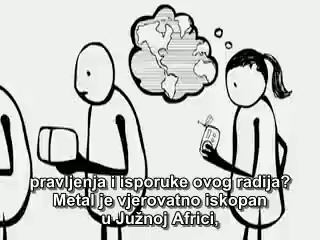 pravljenja i isporuke ovog radija?
Metal je vjerovatno iskopan
u Južnoj Africi,